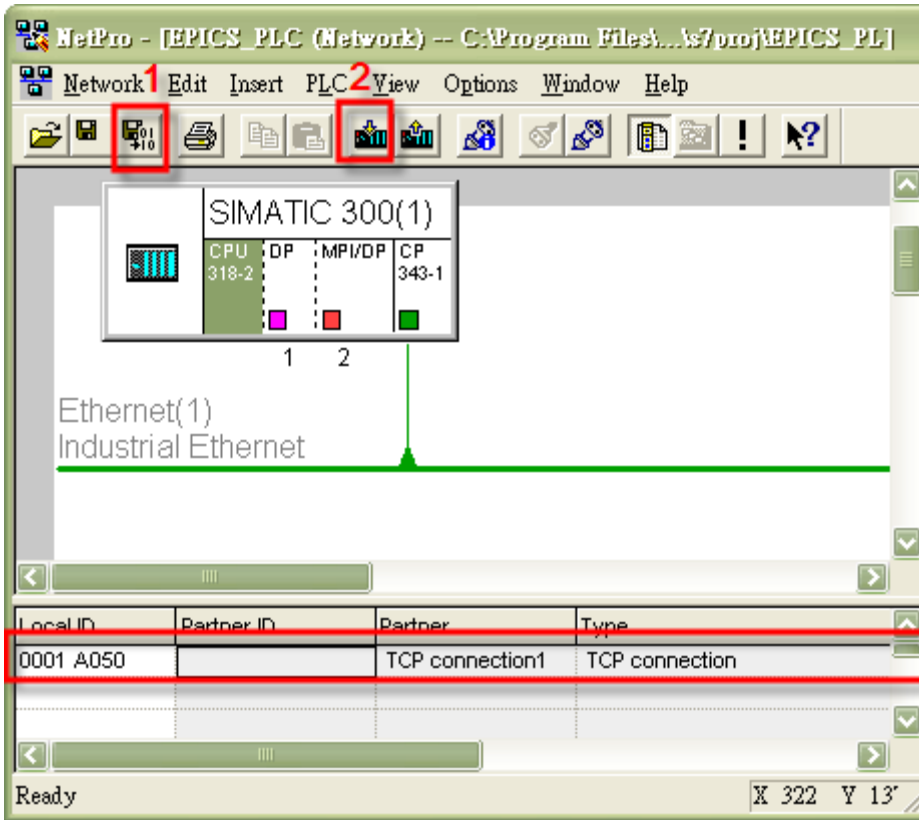 NetPro - [EPICS_PLC (Network) -- C:\Program Files\...\s7proj\EPICS_PL]
Network Edit Insert PLC View Options Window Help
1 2
SIMATIC 300(1)
CPU 318-2 DP MPI/DP CP 343-1
1 2
Ethernet(1)
Industrial Ethernet
Local ID Partner ID Partner Type
0001 A050 TCP connection1 TCP connection
Ready X 322 Y 13